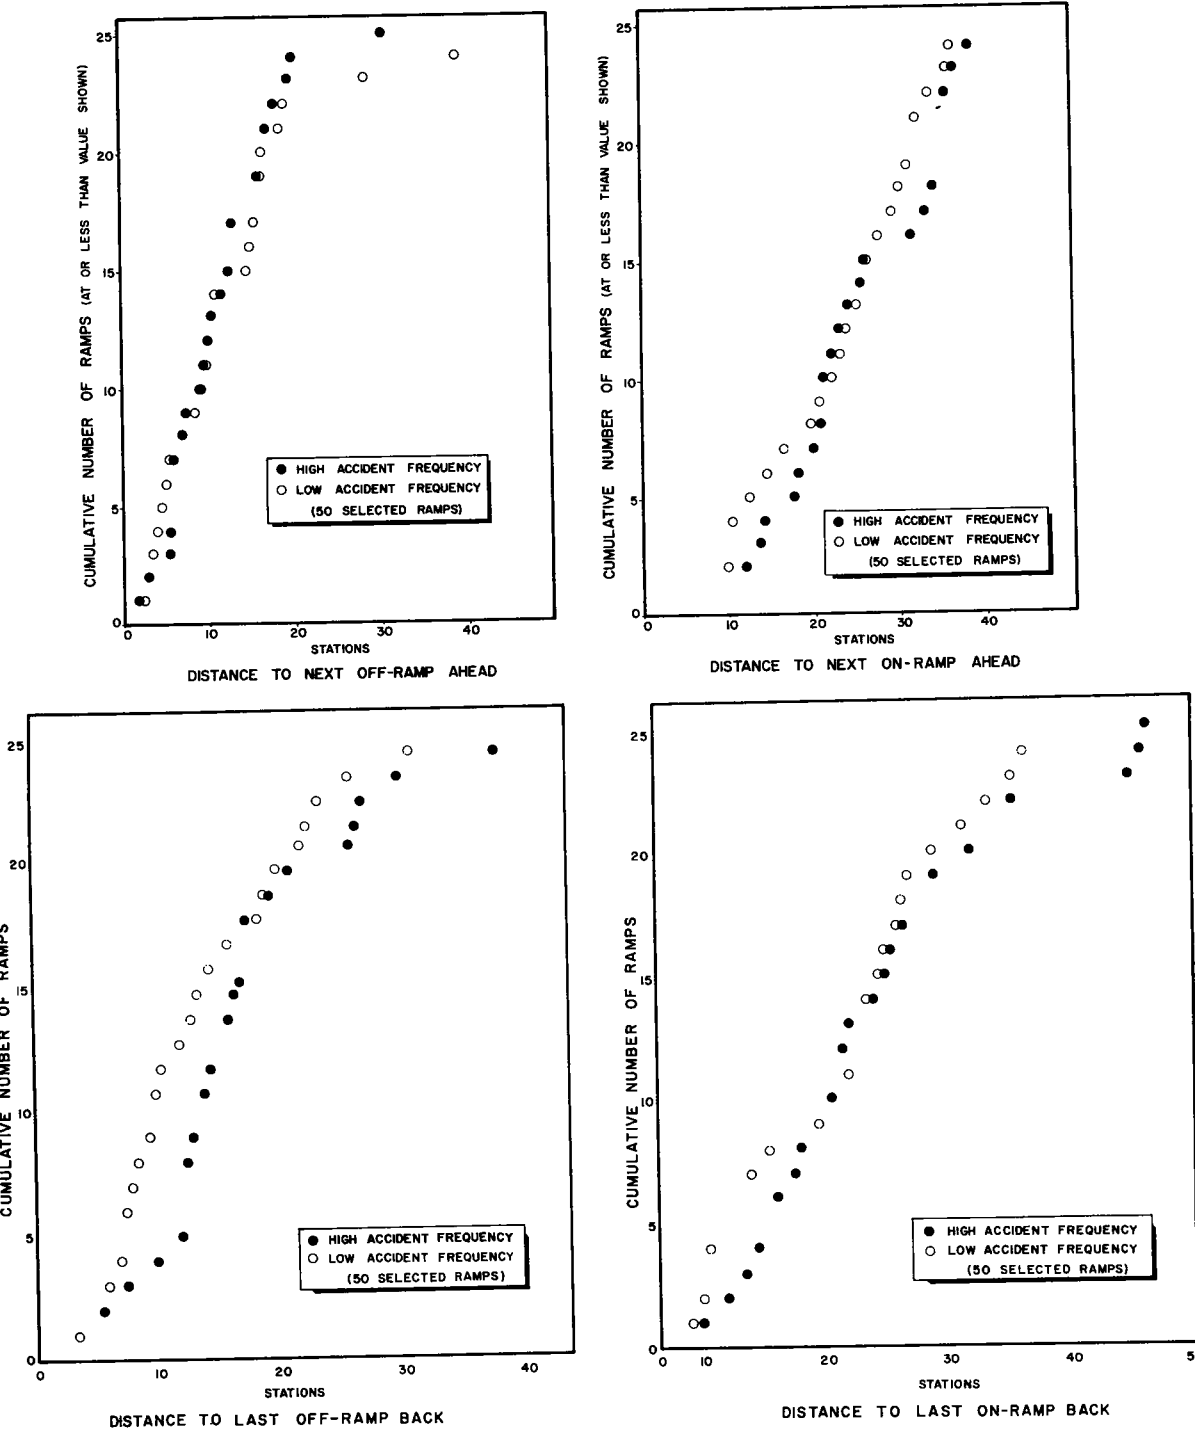 CUMULATIVE NUMBER OF RAMPS (AT OR LESS THAN VALUE SHOWN)
25
20
15
10
5
0
HIGH ACCIDENT FREQUENCY
LOW ACCIDENT FREQUENCY
(50 SELECTED RAMPS)
0 10 20 30 40
STATIONS
DISTANCE TO NEXT OFF-RAMP AHEAD
CUMULATIVE NUMBER OF RAMPS (AT OR LESS THAN VALUE SHOWN)
25
20
15
10
5
0
HIGH ACCIDENT FREQUENCY
LOW ACCIDENT FREQUENCY
(50 SELECTED RAMPS)
0 10 20 30 40
STATIONS
DISTANCE TO NEXT ON-RAMP AHEAD
CUMULATIVE NUMBER OF RAMPS
25
20
15
10
5
0
HIGH ACCIDENT FREQUENCY
LOW ACCIDENT FREQUENCY
(50 SELECTED RAMPS)
0 10 20 30 40
STATIONS
DISTANCE TO LAST OFF-RAMP BACK
CUMULATIVE NUMBER OF RAMPS
25
20
15
10
5
0
HIGH ACCIDENT FREQUENCY
LOW ACCIDENT FREQUENCY
(50 SELECTED RAMPS)
0 10 20 30 40 5
STATIONS
DISTANCE TO LAST ON-RAMP BACK